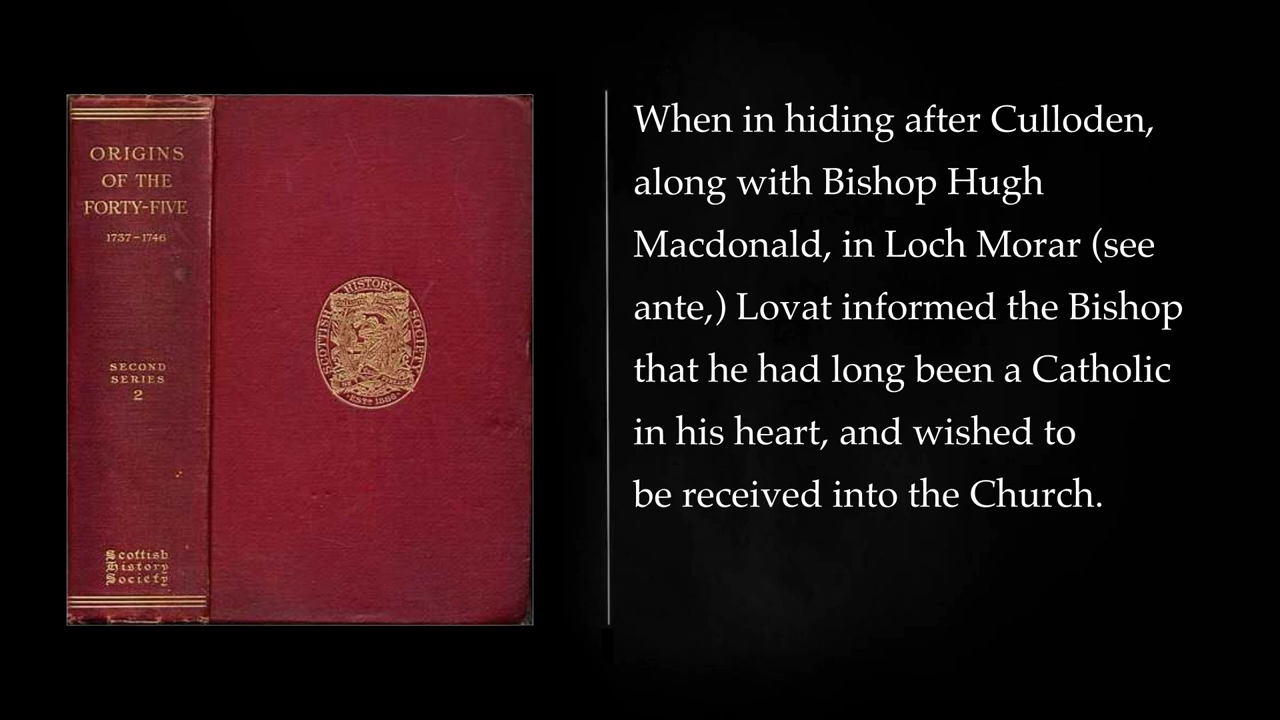 ORIGINS
OF THE
FORTY-FIVE
1737-1746
SECOND
SERIES
2
Scottish
History
Society
SCOTTISH HISTORY SOCIETY
ESTD 1886
When in hiding after Culloden,
along with Bishop Hugh
Macdonald, in Loch Morar (see
ante,) Lovat informed the Bishop
that he had long been a Catholic
in his heart, and wished to
be received into the Church.